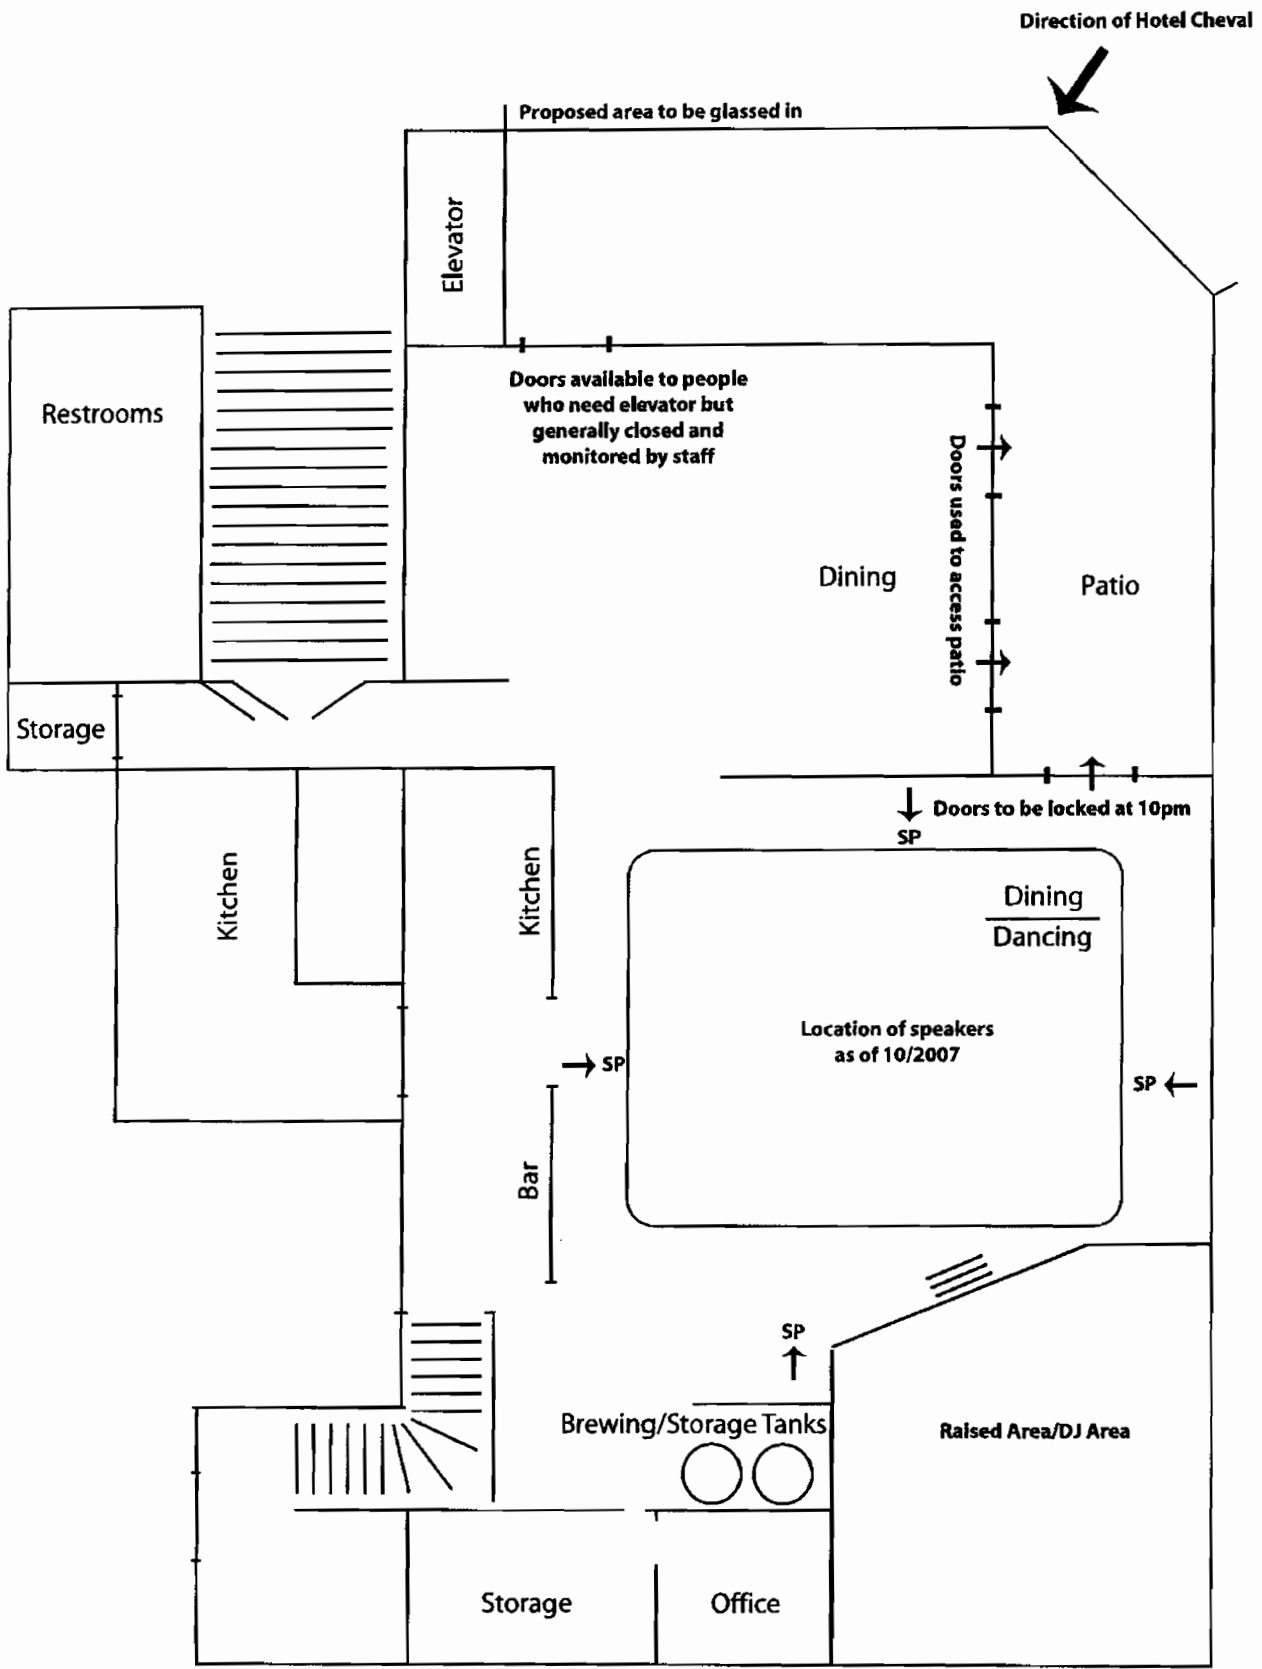 Direction of Hotel Cheval
Proposed area to be glassed in
Elevator
Restrooms
Doors available to people
who need elevator but
generally closed and
monitored by staff
Doors used to access patio
Dining
Patio
Storage
Doors to be locked at 10pm
SP
Kitchen
Kitchen
Dining
Dancing
Location of speakers
as of 10/2007
SP
SP
Bar
SP
Brewing/Storage Tanks
Raised Area/DJ Area
Storage
Office